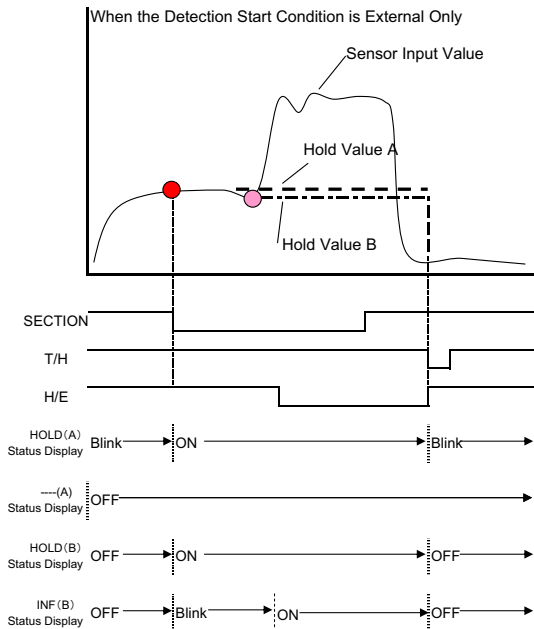 When the Detection Start Condition is External Only
Sensor Input Value
Hold Value A
Hold Value B
SECTION
T/H
H/E
HOLD(A)
Status Display
Blink
ON
Blink
----(A)
Status Display
OFF
HOLD(B)
Status Display
OFF
ON
OFF
INF(B)
Status Display
OFF
Blink
ON
OFF